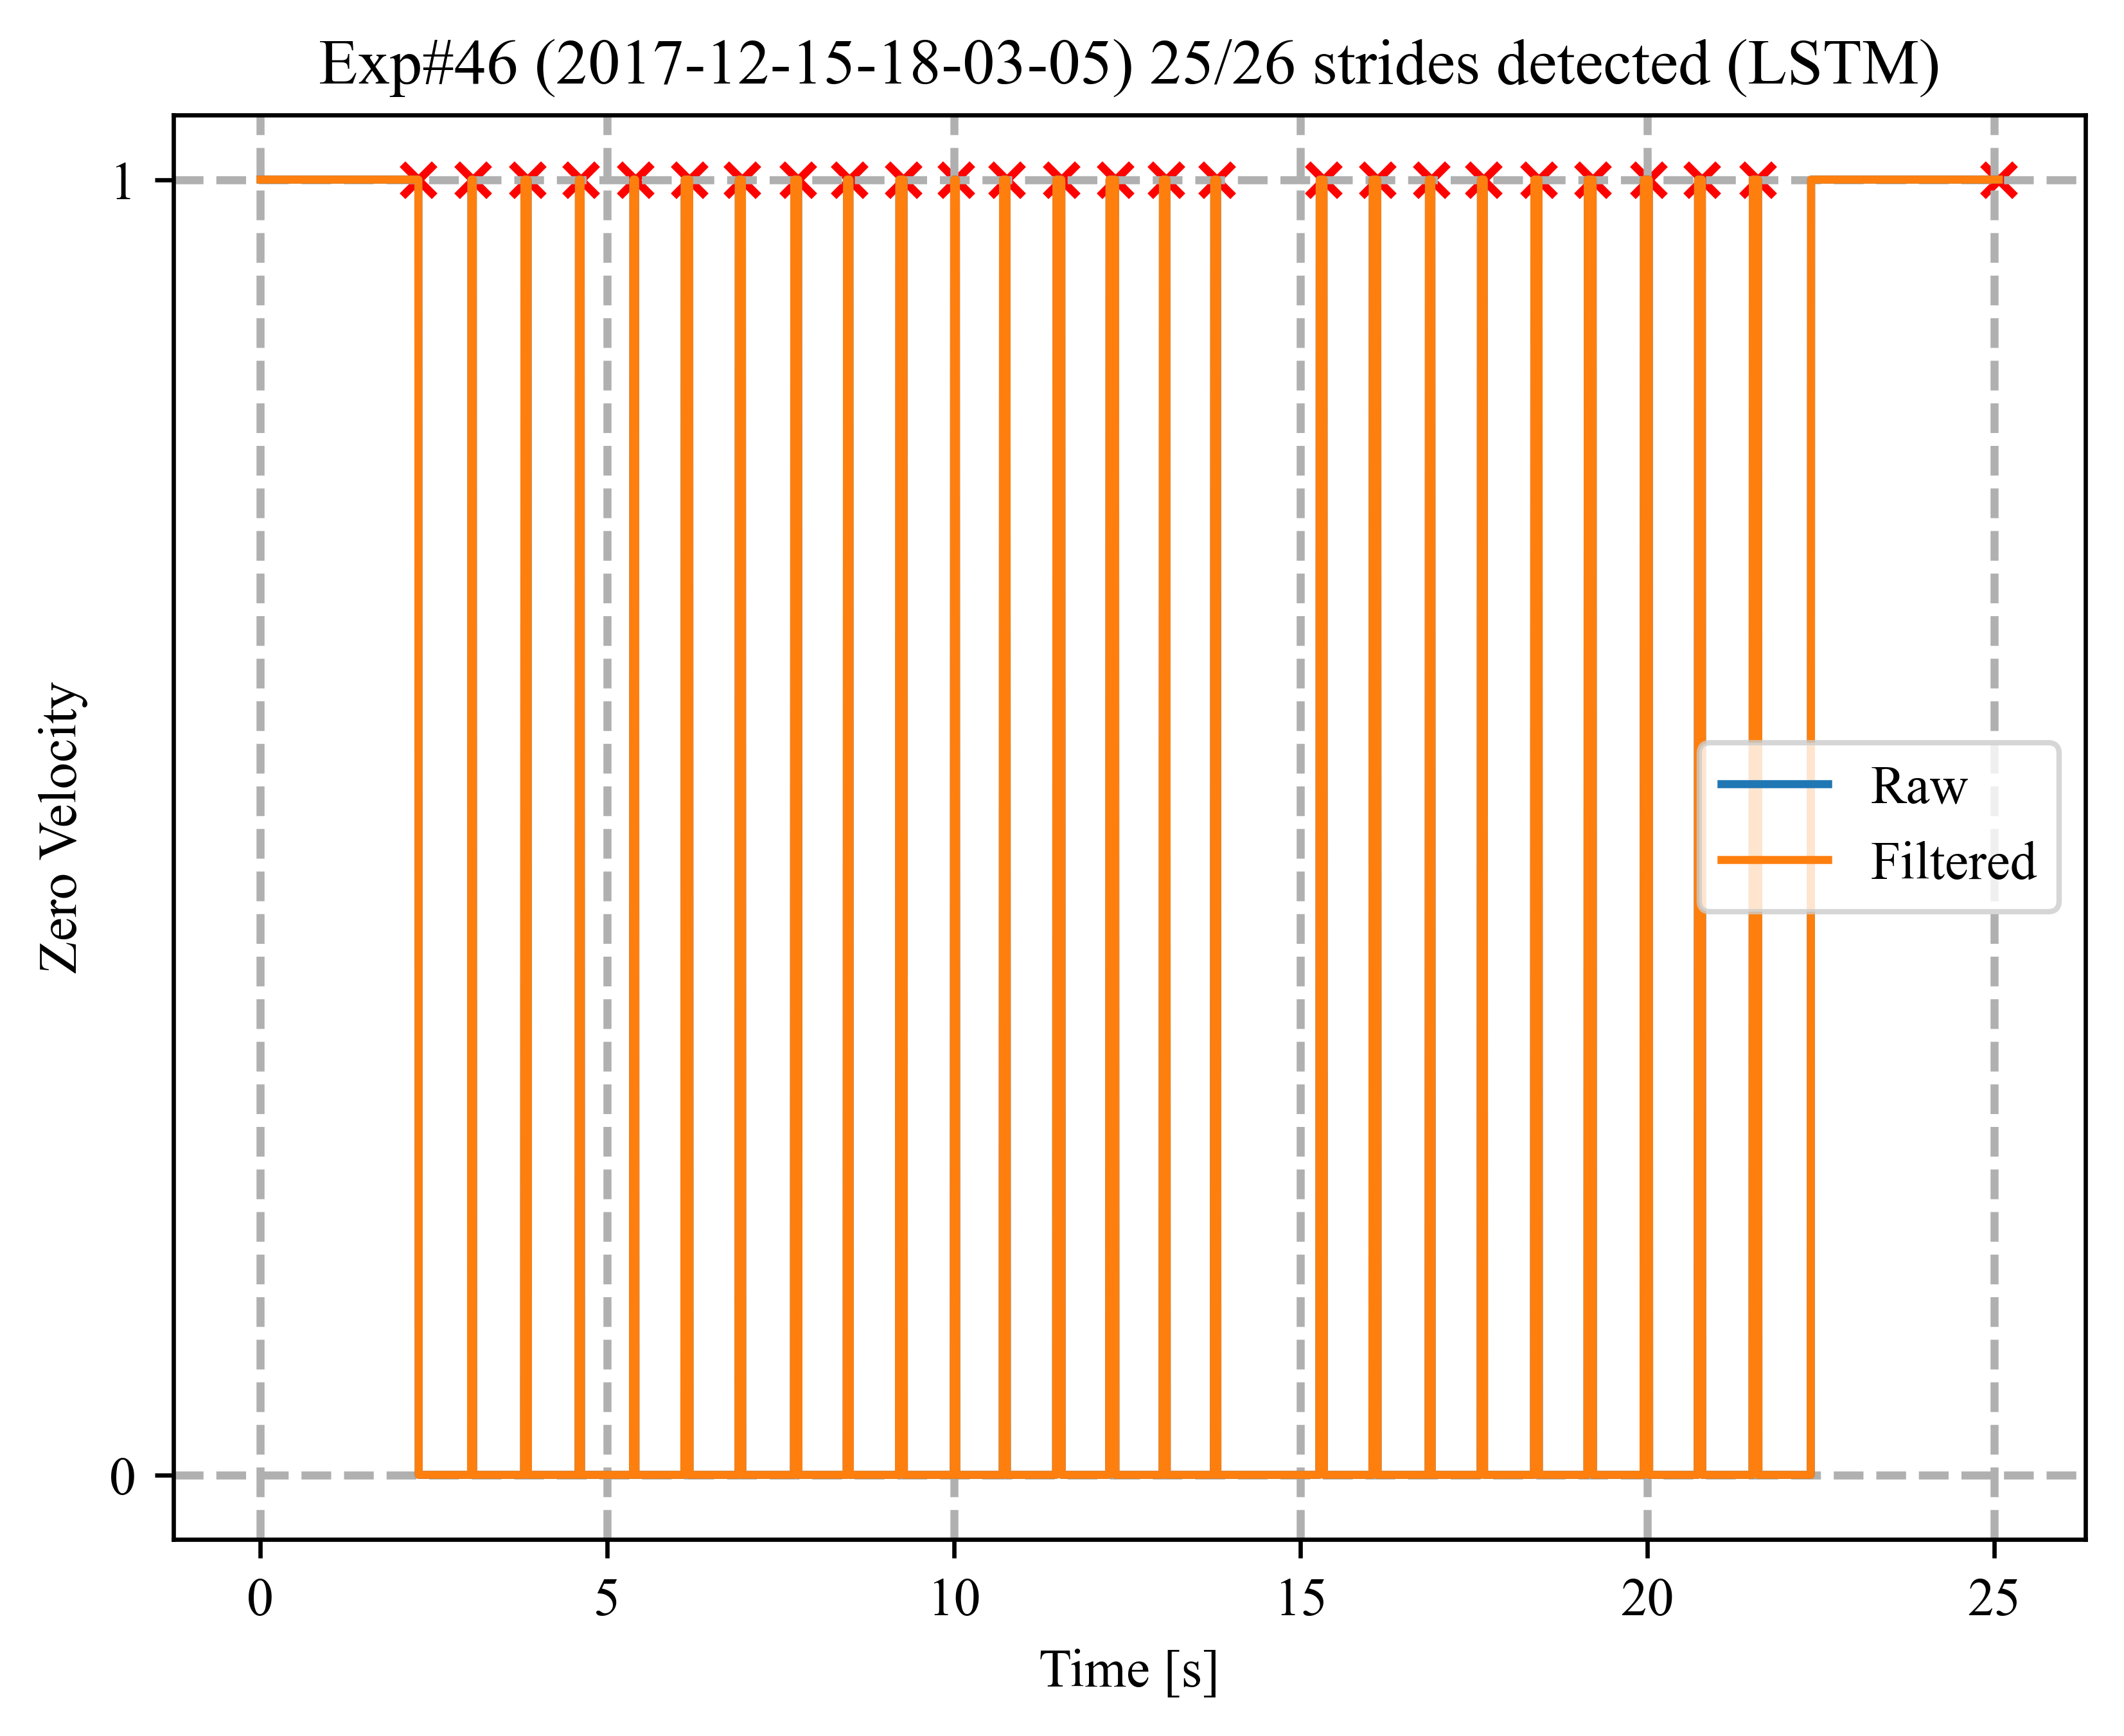 Exp#46 (2017-12-15-18-03-05) 25/26 strides detected (LSTM)
1
Zero Velocity
Raw
Filtered
0
0 5 10 15 20 25
Time [s]